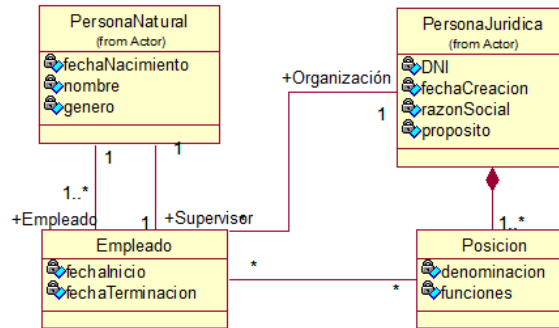 PersonaNatural
(from Actor)
fechaNacimiento
nombre
genero
PersonaJuridica
(from Actor)
DNI
fechaCreacion
razonSocial
proposito
+Organización
1
1
1
1..*
1
+Empleado
+Supervisor
*
1..*
Empleado
fechaInicio
fechaTerminacion
*
*
Posicion
denominacion
funciones